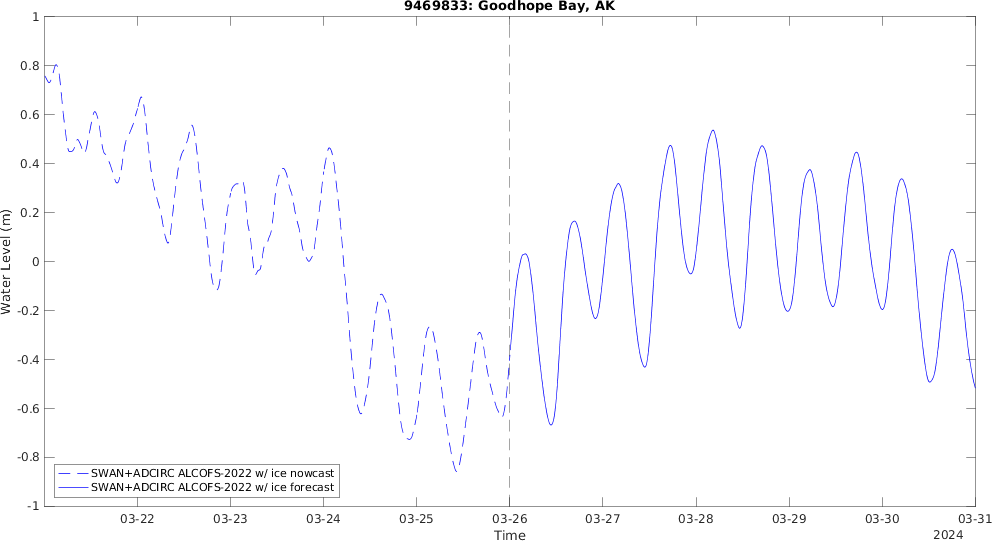 9469833: Goodhope Bay, AK
Water Level (m)
1
0.8
0.6
0.4
0.2
0
-0.2
-0.4
-0.6
-0.8
-1
SWAN+ADCIRC ALCOFS-2022 w/ ice nowcast
SWAN+ADCIRC ALCOFS-2022 w/ ice forecast
03-22 03-23 03-24 03-25 03-26 03-27 03-28 03-29 03-30 03-31
Time
2024